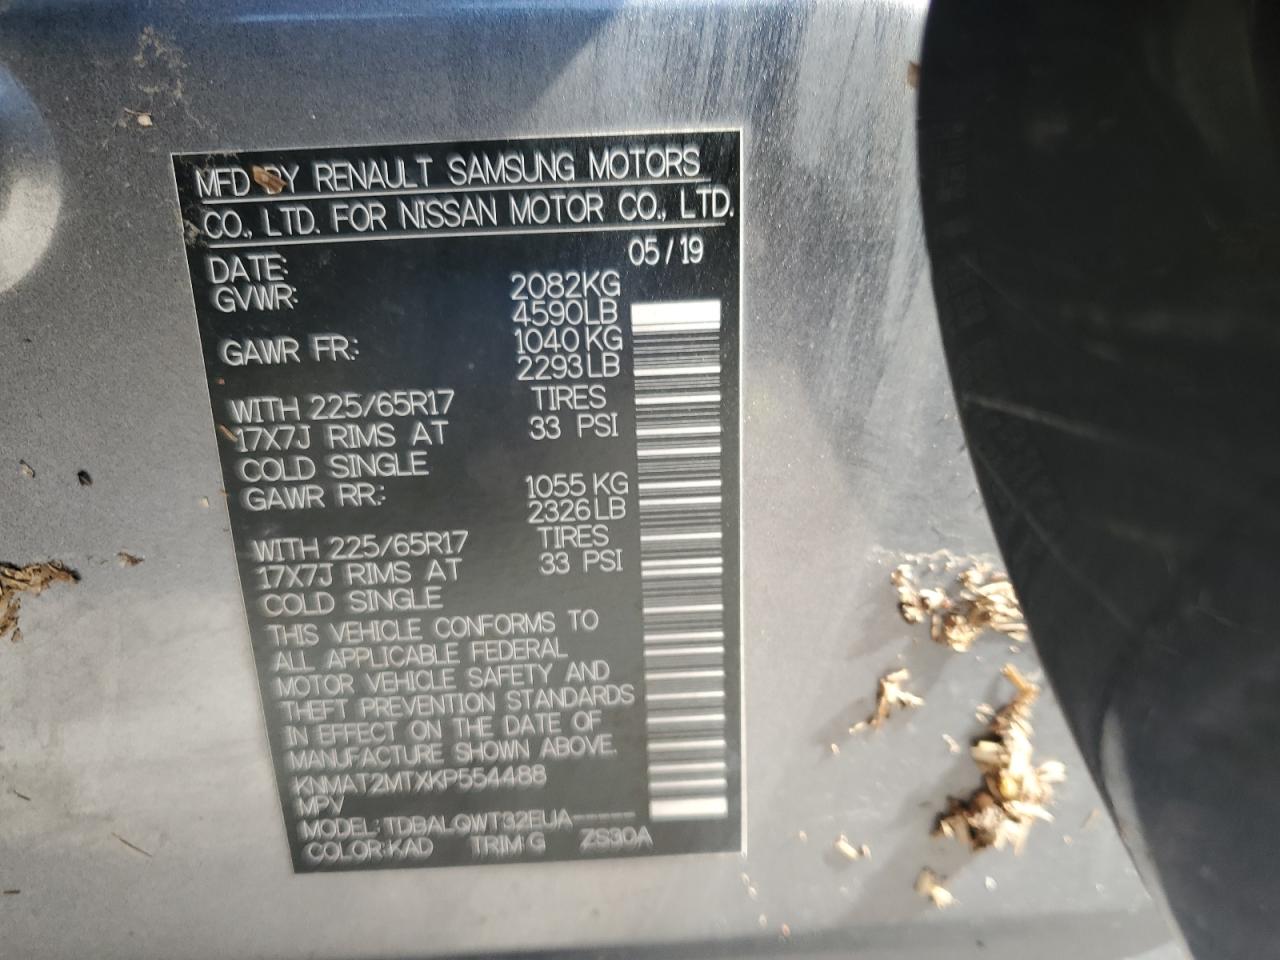 MFD BY RENAULT SAMSUNG MOTORS
CO., LTD. FOR NISSAN MOTOR CO., LTD.
DATE: 05/19
GVWR: 2082KG
4590LB
GAWR FR.: 1040KG
2293LB
WITH 225/65R17 TIRES
17X7J RIMS AT 33 PSI
COLD SINGLE
GAWR RR.: 1055KG
2326LB
WITH 225/65R17 TIRES
17X7J RIMS AT 33 PSI
COLD SINGLE
THIS VEHICLE CONFORMS TO
ALL APPLICABLE FEDERAL
MOTOR VEHICLE SAFETY AND
THEFT PREVENTION STANDARDS
IN EFFECT ON THE DATE OF
MANUFACTURE SHOWN ABOVE.
KNMAT2MTXKP554488
MPV
MODEL: TDBALQWT32EUA-----
COLOR:KAD TRIM:G ZS30A